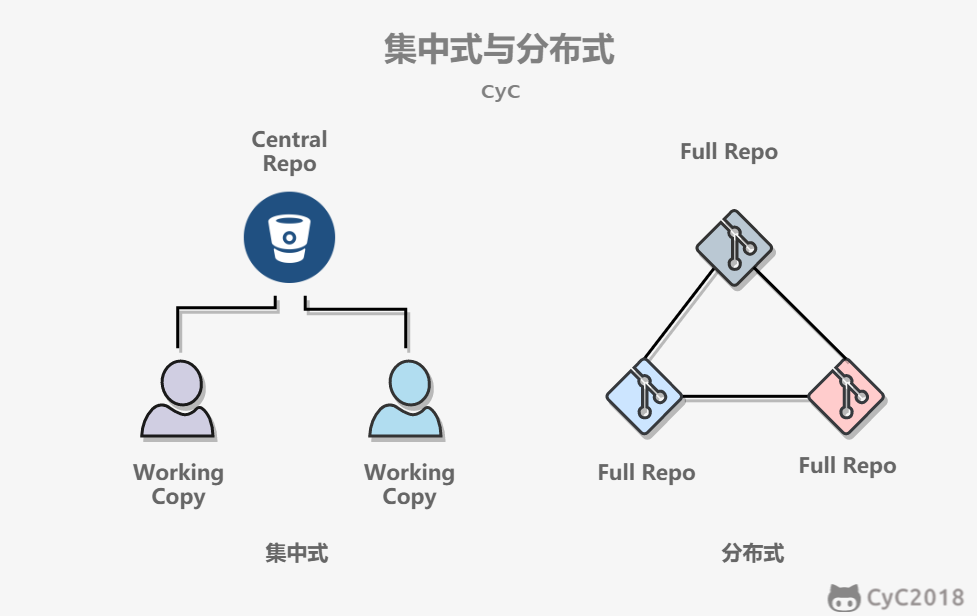 集中式与分布式
CyC
Central
Repo
Working
Copy
Working
Copy
集中式
Full Repo
Full Repo
Full Repo
分布式
CyC2018